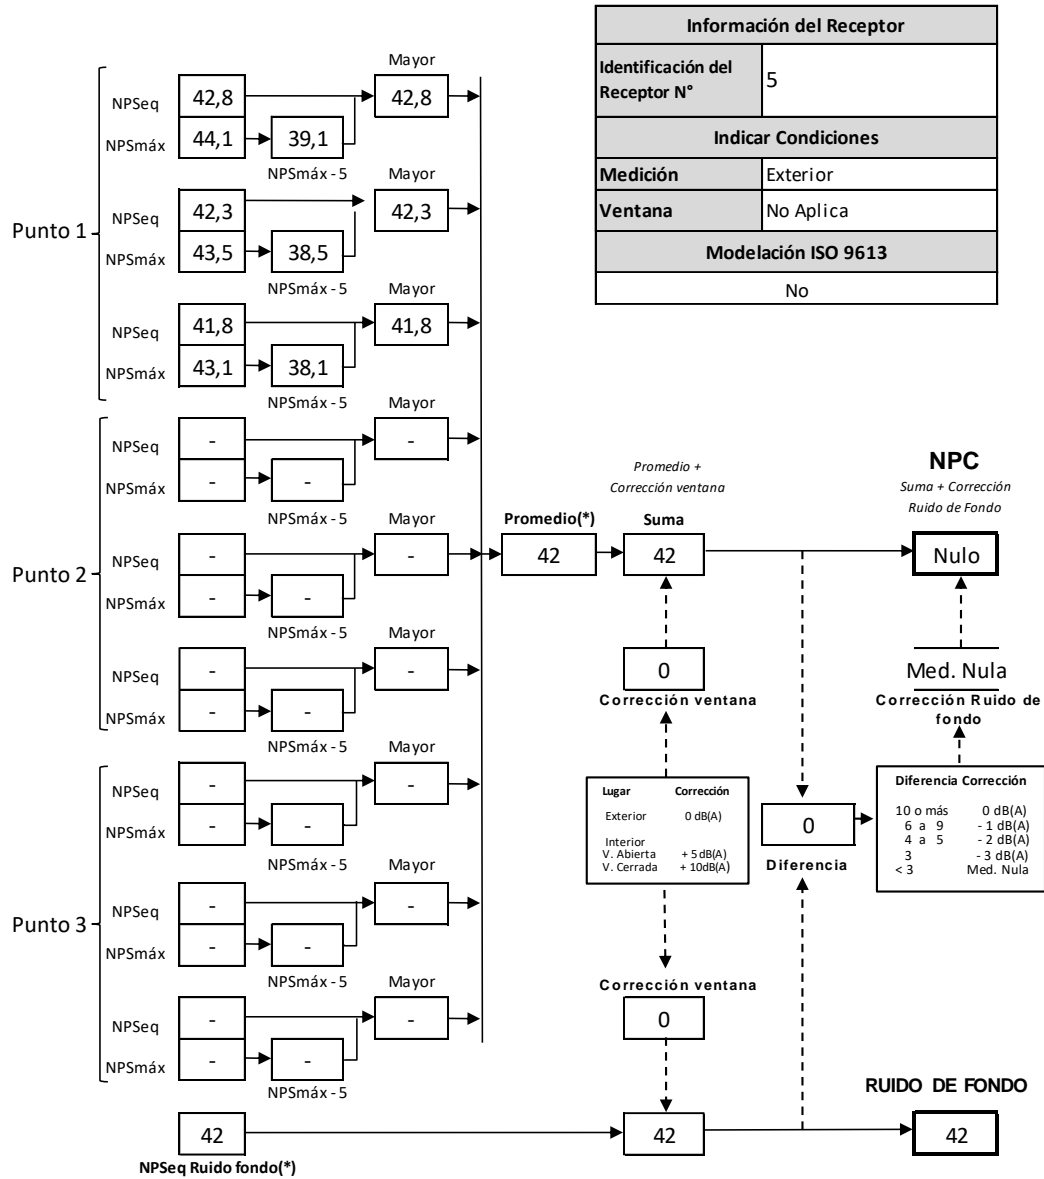 Información del Receptor
Identificación del
Receptor N°
5
Indicar Condiciones
Medición
Exterior
Ventana
No Aplica
Modelación ISO 9613
No
Punto 1
Mayor
NPSeq
42,8
42,8
NPSmáx
44,1
39,1
NPSmáx - 5
Mayor
NPSeq
42,3
42,3
NPSmáx
43,5
38,5
NPSmáx - 5
Mayor
NPSeq
41,8
41,8
NPSmáx
43,1
38,1
NPSmáx - 5
Punto 2
Mayor
NPSeq
-
-
NPSmáx
-
-
NPSmáx - 5
Mayor
NPSeq
-
-
NPSmáx
-
-
NPSmáx - 5
Mayor
NPSeq
-
-
NPSmáx
-
-
NPSmáx - 5
Punto 3
Mayor
NPSeq
-
-
NPSmáx
-
-
NPSmáx - 5
Mayor
NPSeq
-
-
NPSmáx
-
-
NPSmáx - 5
Mayor
NPSeq
-
-
NPSmáx
-
-
NPSmáx - 5
42
NPSeq Ruido fondo(*)
Promedio(*)
42
Promedio +
Corrección ventana
Suma
42
0
Corrección ventana
Lugar Corrección
Exterior 0 dB(A)
Interior
V. Abierta + 5 dB(A)
V. Cerrada + 10dB(A)
Corrección ventana
0
42
0
Diferencia
NPC
Suma + Corrección
Ruido de Fondo
Nulo
Med. Nula
Corrección Ruido de
fondo
Diferencia Corrección
10 o más 0 dB(A)
6 a 9 - 1 dB(A)
4 a 5 - 2 dB(A)
3 - 3 dB(A)
< 3 Med. Nula
RUIDO DE FONDO
42